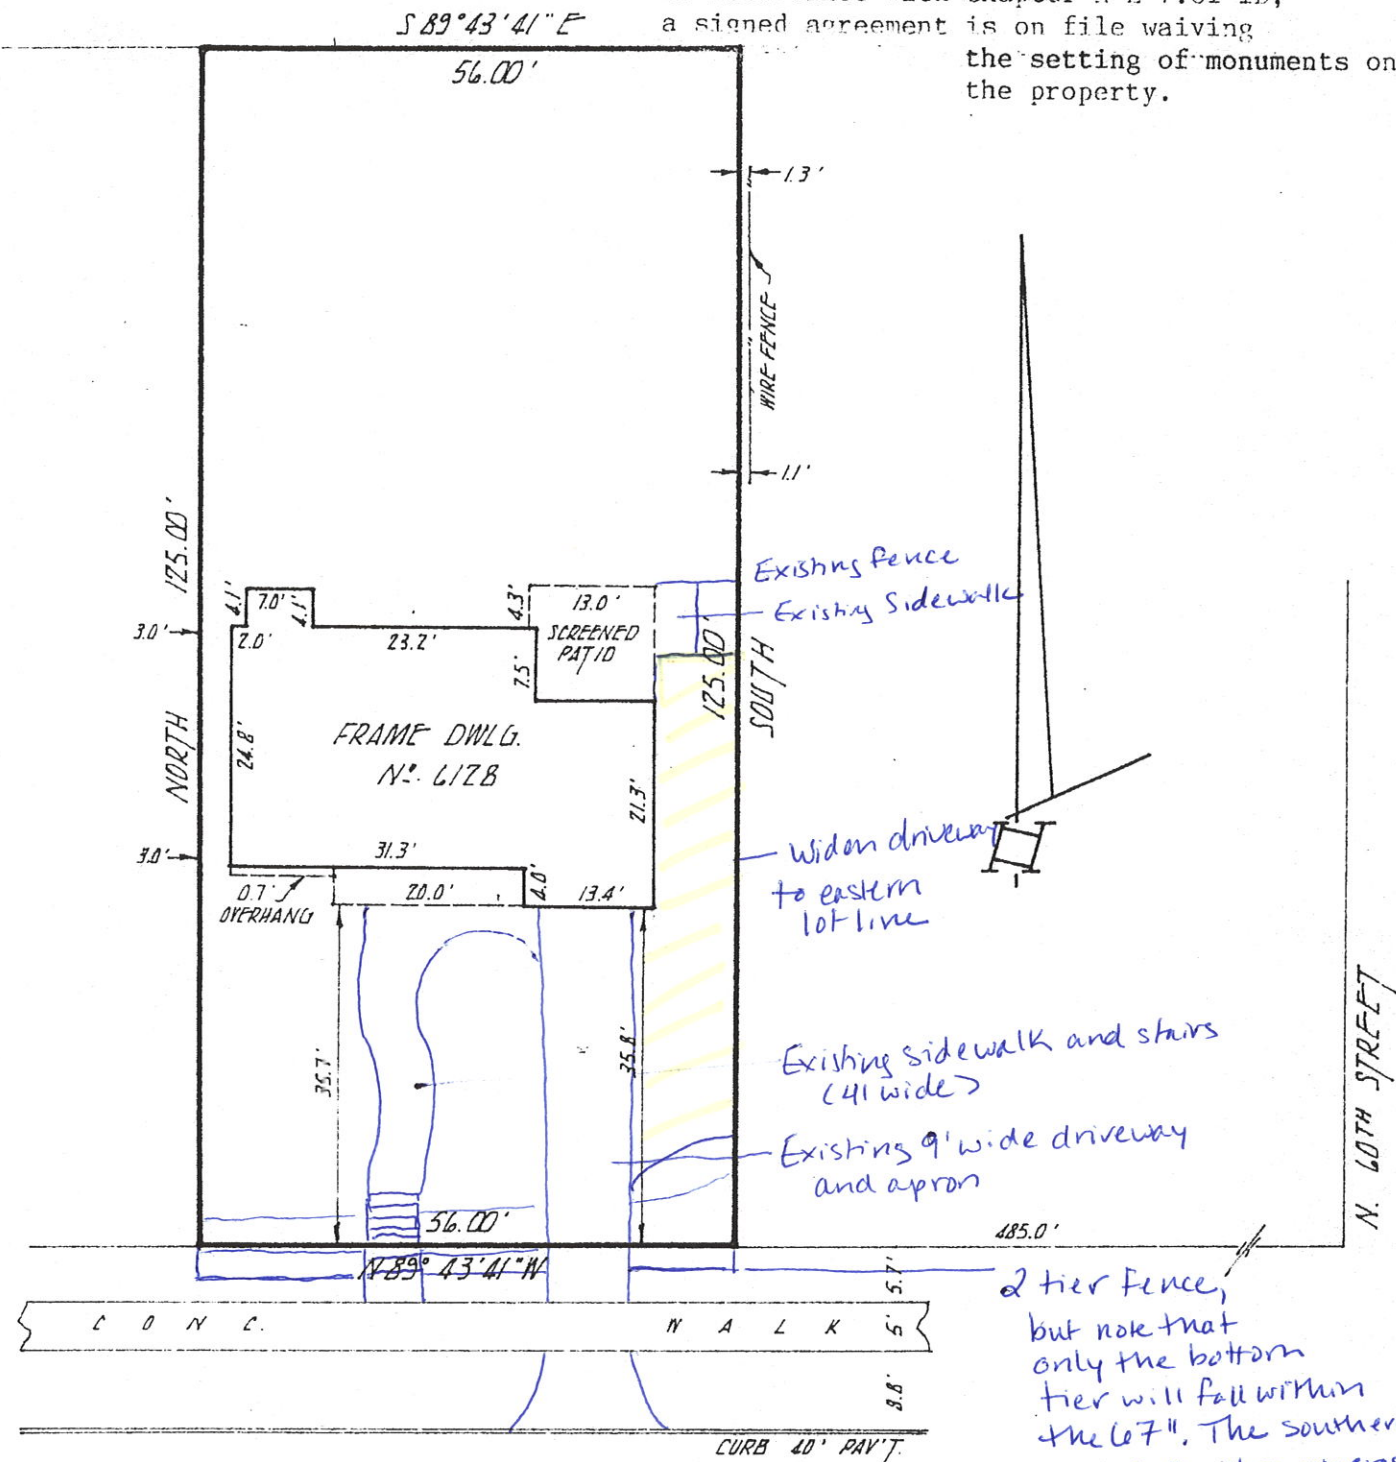 S 89°43'41" E
a signed agreement is on file waiving
the setting of monuments on
the property.
56.00'
1.3'
WIRE FENCE
1.1'
125.00'
NORTH
Existing fence
Existing Sidewalk
4.1'
7.0'
4.1'
4.3'
13.0'
SCREENED
PATIO
3.0'
2.0'
23.2'
7.5'
125.00'
SOUTH
FRAME DWLG.
Nº. 6128
24.8'
21.3'
3.0'
31.3'
Widen driveway
to eastern
lot line
0.7'
OVERHANG
20.0'
4.0'
13.4'
N
35.7'
35.8'
Existing sidewalk and stairs
(41 wide)
Existing 9' wide driveway
and apron
N. 60TH STREET
56.00'
485.0'
N 89° 43'41" W
5.7'
2 tier Fence,
CONC. WALK
5'
but note that
only the bottom
tier will fall within
8.8'
the 67". The souther
CURB 40' PAV'T.